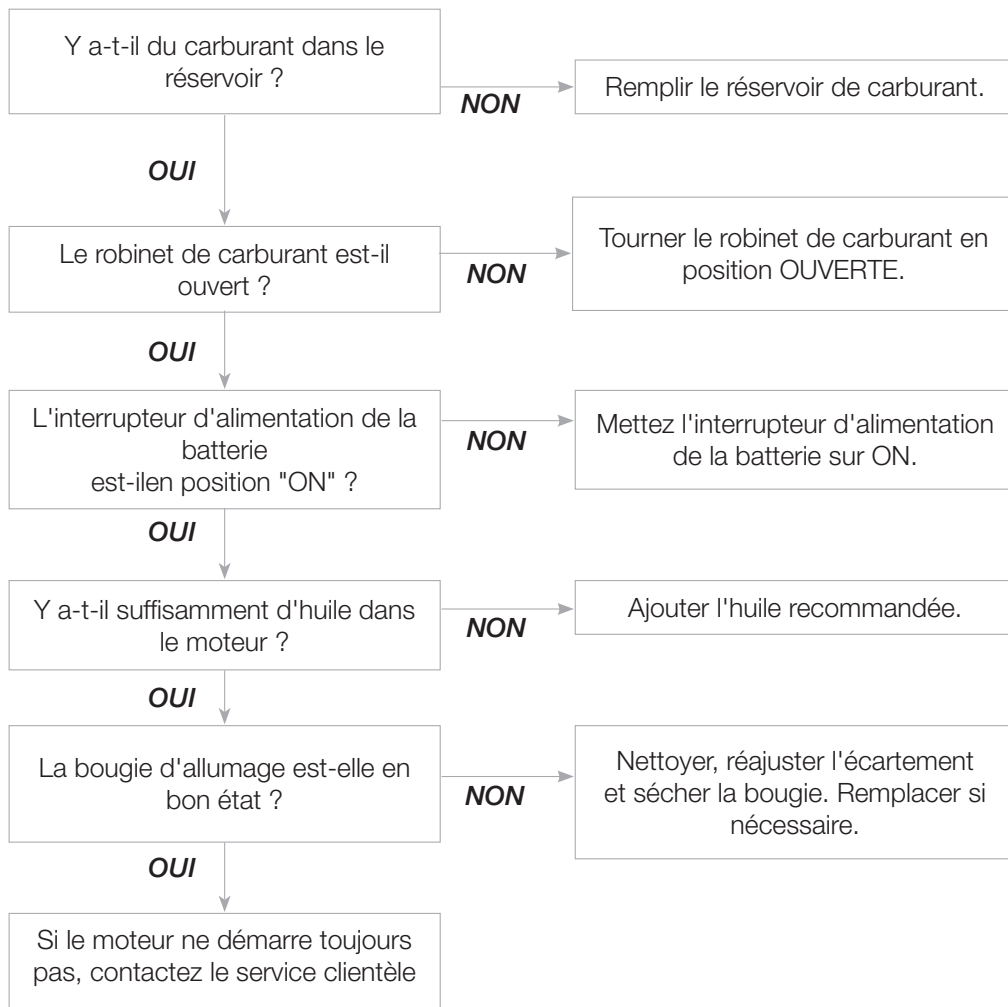 Y a-t-il du carburant dans le
réservoir ?
NON
Remplir le réservoir de carburant.
OUI
Le robinet de carburant est-il
ouvert ?
NON
Tourner le robinet de carburant en
position OUVERTE.
OUI
L'interrupteur d'alimentation de la
batterie
est-ilen position "ON" ?
NON
Mettez l'interrupteur d'alimentation
de la batterie sur ON.
OUI
Y a-t-il suffisamment d'huile dans
le moteur ?
NON
Ajouter l'huile recommandée.
OUI
La bougie d'allumage est-elle en
bon état ?
NON
Nettoyer, réajuster l'écartement
et sécher la bougie. Remplacer si
nécessaire.
OUI
Si le moteur ne démarre toujours
pas, contactez le service clientèle